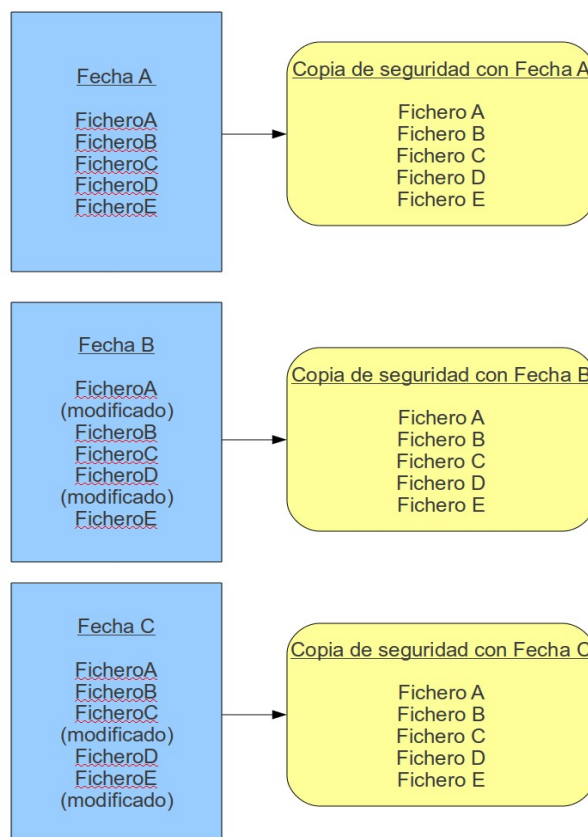 Fecha A
FicheroA
FicheroB
FicheroC
FicheroD
FicheroE
Copia de seguridad con Fecha A
Fichero A
Fichero B
Fichero C
Fichero D
Fichero E
Fecha B
FicheroA
(modificado)
FicheroB
FicheroC
FicheroD
(modificado)
FicheroE
Copia de seguridad con Fecha B
Fichero A
Fichero B
Fichero C
Fichero D
Fichero E
Fecha C
FicheroA
FicheroB
FicheroC
(modificado)
FicheroD
FicheroE
(modificado)
Copia de seguridad con Fecha C
Fichero A
Fichero B
Fichero C
Fichero D
Fichero E